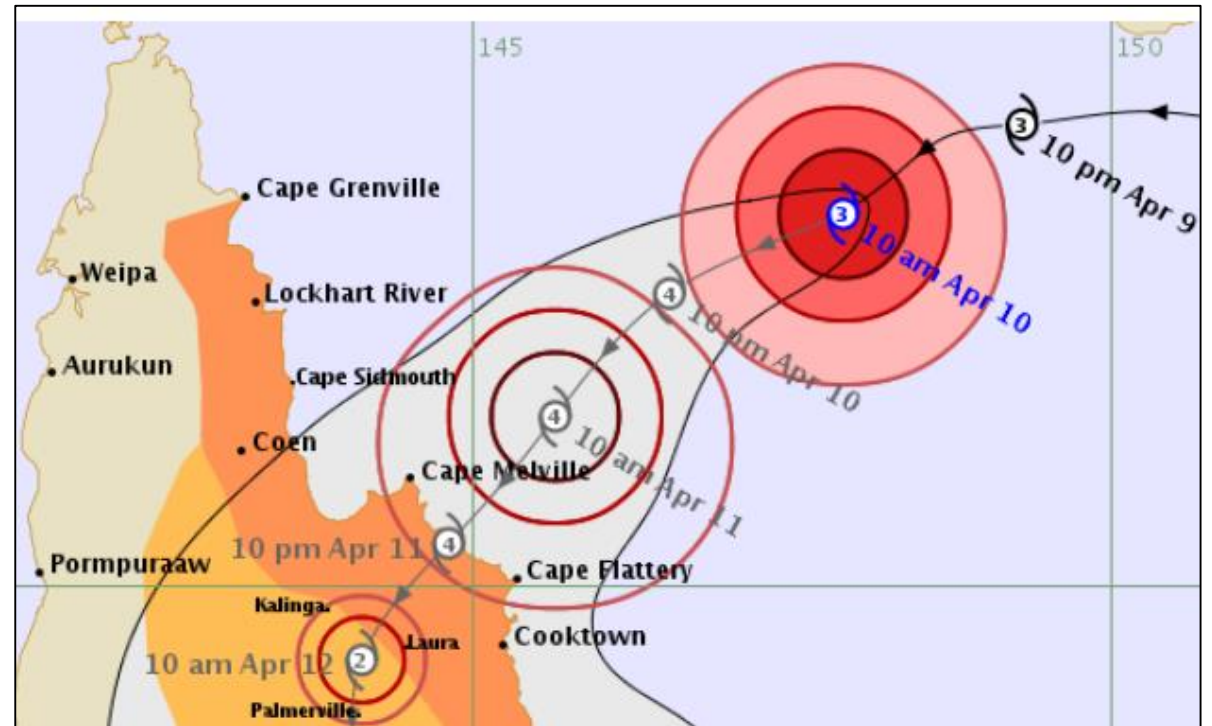 145
150
3
10 pm Apr 9
Cape Grenville
3
10 am Apr 10
Weipa
Lockhart River
4
10 pm Apr 10
Aurukun
Cape Sidmouth
4
10 am Apr 11
Coen
Cape Melville
10 pm Apr 11
4
Pormpuraaw
Cape Flattery
Kalinga
Laura
Cooktown
10 am Apr 12
2
Palmerville